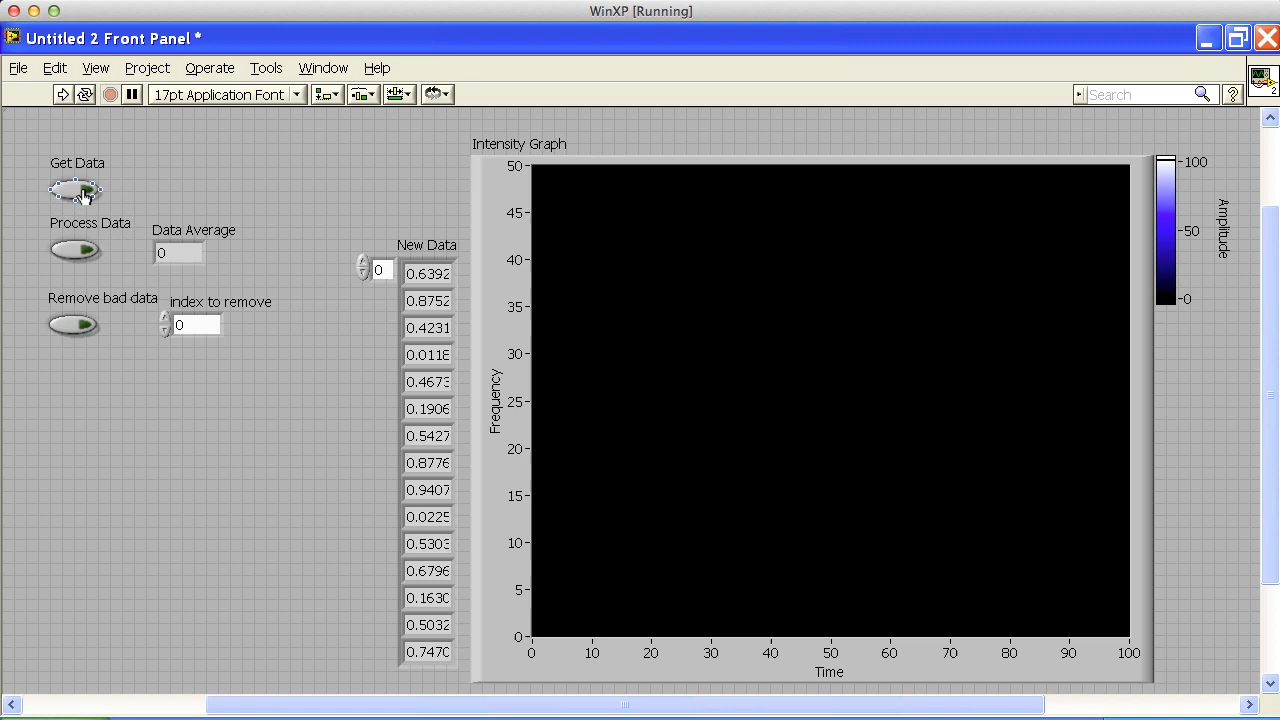 WinXP [Running]
Untitled 2 Front Panel *
File Edit View Project Operate Tools Window Help
17pt Application Font
Search
?
2
Get Data
Process Data
Data Average
0
Remove bad data
index to remove
0
New Data
0
0.6392
0.8752
0.4231
0.0118
0.4673
0.1906
0.5427
0.8776
0.9407
0.0225
0.5303
0.6796
0.1630
0.5032
0.7470
Intensity Graph
50
45
40
35
30
25
20
15
10
5
0
Frequency
0 10 20 30 40 50 60 70 80 90 100
Time
100
50
0
Amplitude